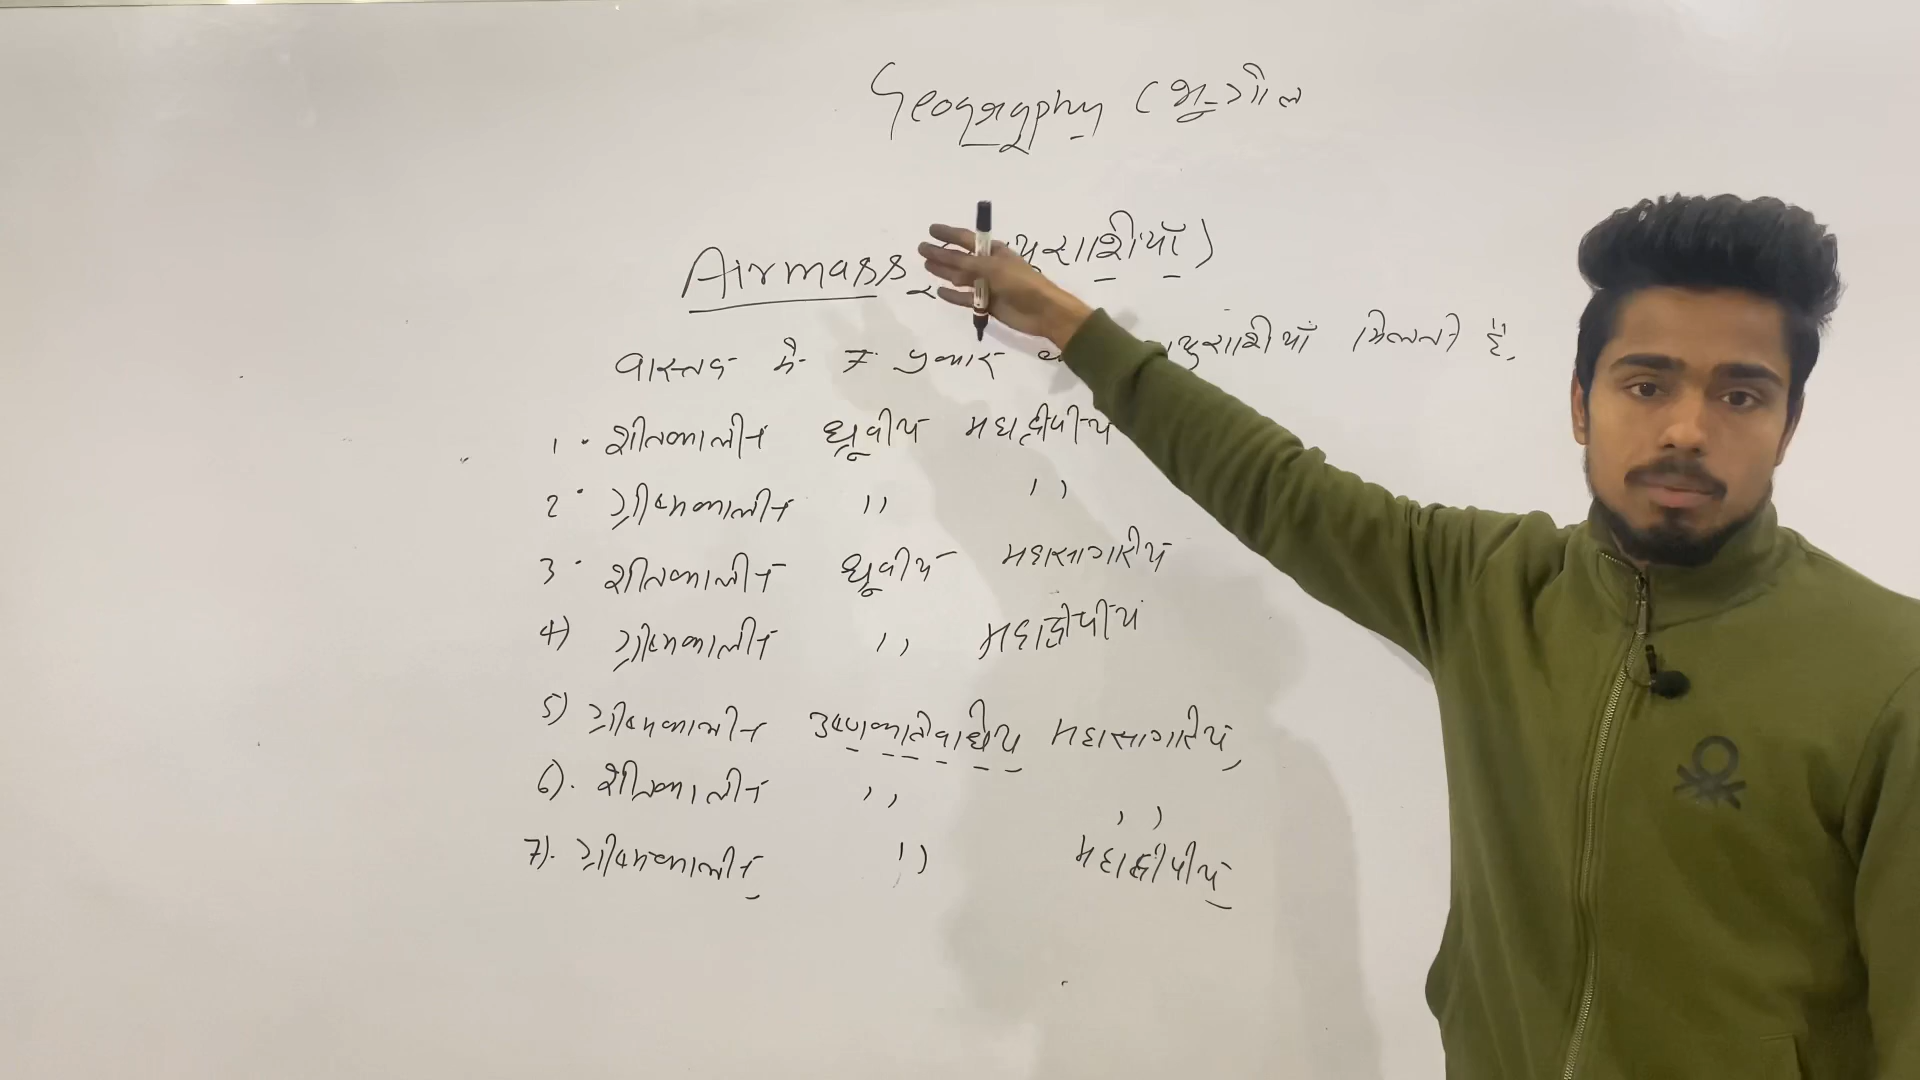 Geography (भूगोल
Airmass युराशियाँ)
वास्तव में 7 प्रकार युराशियाँ मिलती है.
1. शीतकालीन ध्रूवीय महाद्वीपीय
2. ग्रीष्मकालीन ,, ,,
3. शीतकालीन ध्रूवीय महासागरीय
4) ग्रीष्मकालीन ,, महाद्वीपीय
5) ग्रीष्मकालीन उष्णकटिबंधीय महासागरीय
6). शीतकालीन ,, ,,
7). ग्रीष्मकालीन ,, महाद्वीपीय